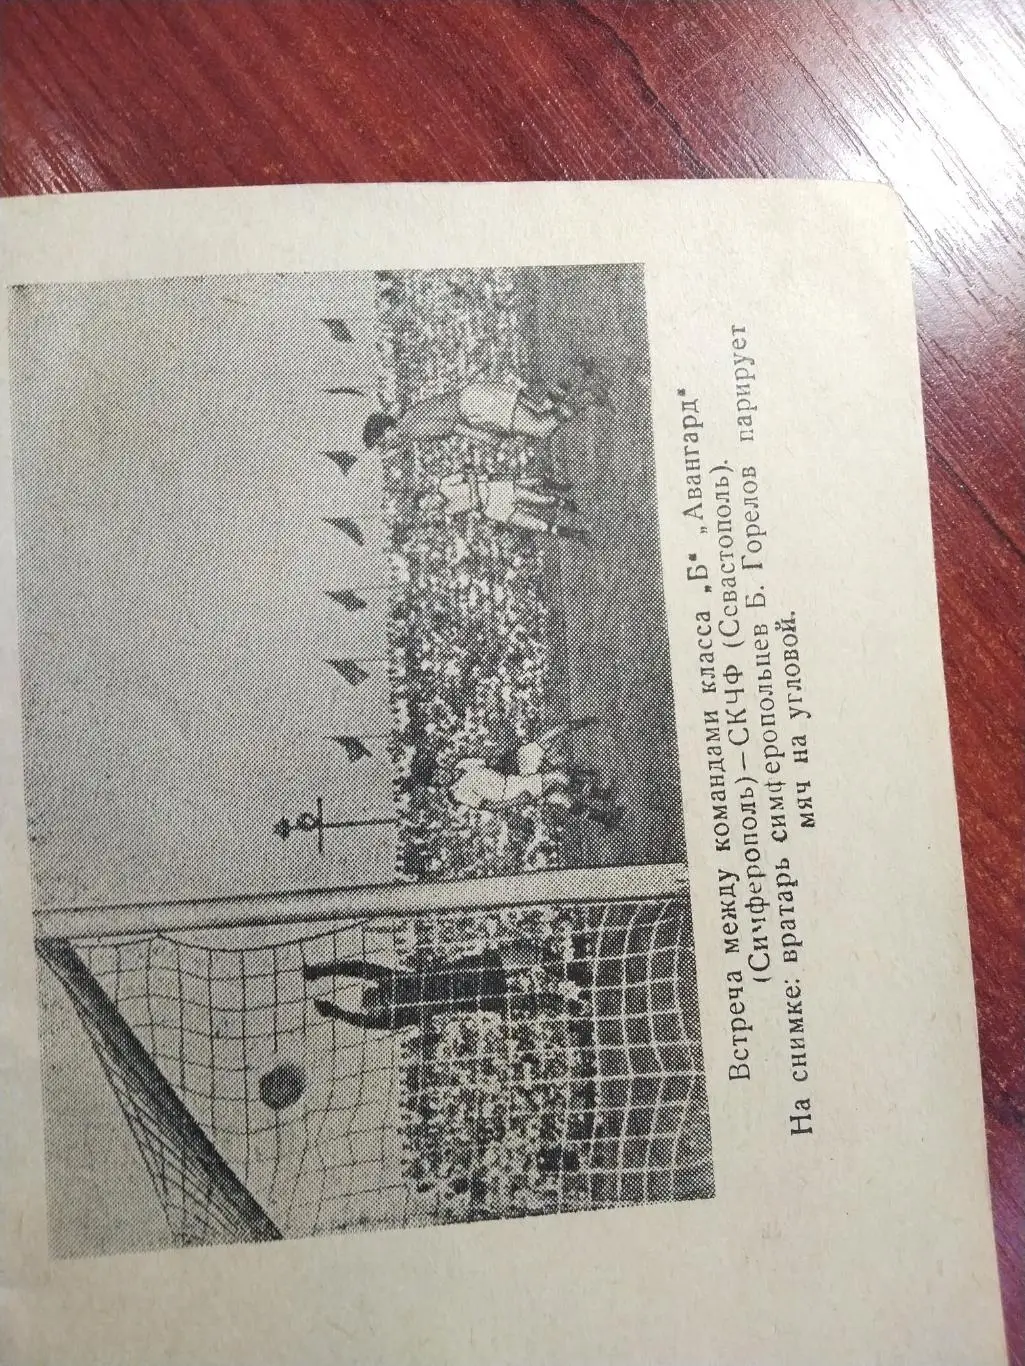 Встреча между командами класса „Б“ „Авангард“
(Сичферополь)—СКЧФ (Севастополь).
На снимке: вратарь симферопольцев Б. Горелов парирует
мяч на угловой.